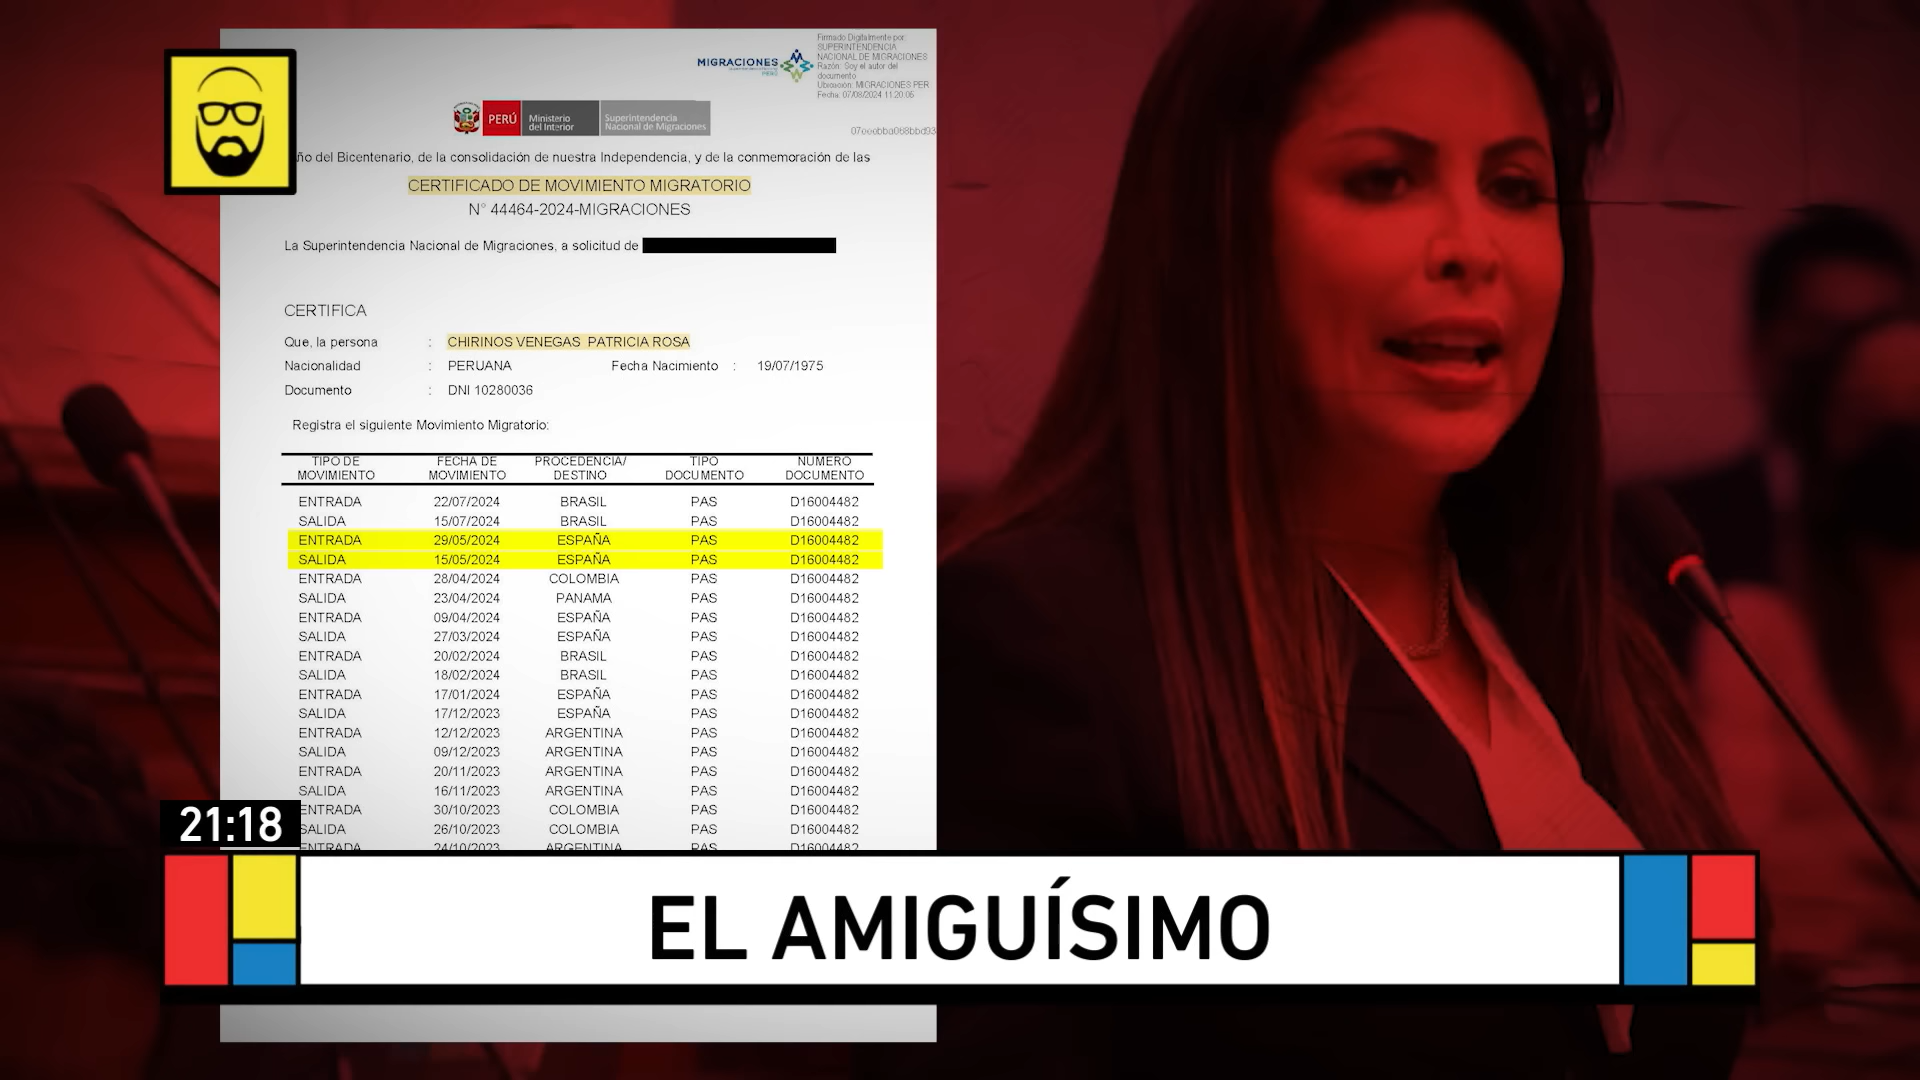 MIGRACIONES
PERÚ
Firmado Digitalmente por:
SUPERINTENDENCIA
NACIONAL DE MIGRACIONES
Razón: Soy el autor del
documento
Ubicación: MIGRACIONES PER
Fecha: 07/08/2024 11:20:05
PERÚ Ministerio del Interior Superintendencia Nacional de Migraciones
ño del Bicentenario, de la consolidación de nuestra Independencia, y de la conmemoración de las
CERTIFICADO DE MOVIMIENTO MIGRATORIO
N° 44464-2024-MIGRACIONES
La Superintendencia Nacional de Migraciones, a solicitud de
CERTIFICA
Que, la persona : CHIRINOS VENEGAS PATRICIA ROSA
Nacionalidad : PERUANA Fecha Nacimiento : 19/07/1975
Documento : DNI 10280036
Registra el siguiente Movimiento Migratorio:
TIPO DE MOVIMIENTO FECHA DE MOVIMIENTO PROCEDENCIA/ DESTINO TIPO DOCUMENTO NUMERO DOCUMENTO
ENTRADA 22/07/2024 BRASIL PAS D16004482
SALIDA 15/07/2024 BRASIL PAS D16004482
ENTRADA 29/05/2024 ESPAÑA PAS D16004482
SALIDA 15/05/2024 ESPAÑA PAS D16004482
ENTRADA 28/04/2024 COLOMBIA PAS D16004482
SALIDA 23/04/2024 PANAMA PAS D16004482
ENTRADA 09/04/2024 ESPAÑA PAS D16004482
SALIDA 27/03/2024 ESPAÑA PAS D16004482
ENTRADA 20/02/2024 BRASIL PAS D16004482
SALIDA 18/02/2024 BRASIL PAS D16004482
ENTRADA 17/01/2024 ESPAÑA PAS D16004482
SALIDA 17/12/2023 ESPAÑA PAS D16004482
ENTRADA 12/12/2023 ARGENTINA PAS D16004482
SALIDA 09/12/2023 ARGENTINA PAS D16004482
ENTRADA 20/11/2023 ARGENTINA PAS D16004482
SALIDA 16/11/2023 ARGENTINA PAS D16004482
ENTRADA 30/10/2023 COLOMBIA PAS D16004482
SALIDA 26/10/2023 COLOMBIA PAS D16004482
ENTRADA 24/10/2023 ARGENTINA PAS D16004482
21:18
EL AMIGUÍSIMO